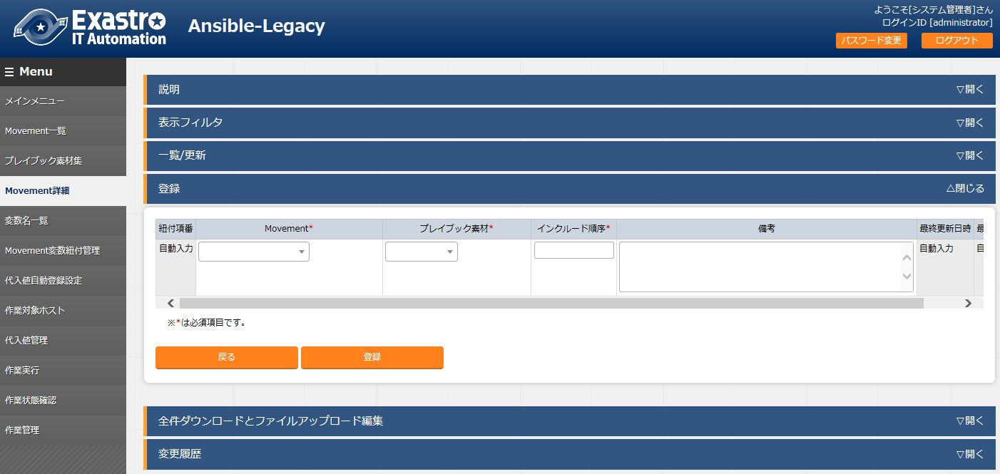 Exastro
IT Automation
Ansible-Legacy
ようこそ[システム管理者]さん
ログインID [administrator]
パスワード変更 ログアウト
Menu
メインメニュー
Movement一覧
プレイブック素材集
Movement詳細
変数名一覧
Movement変数紐付管理
代入値自動登録設定
作業対象ホスト
代入値管理
作業実行
作業状態確認
作業管理
説明 ▽開く
表示フィルタ ▽開く
一覧/更新 ▽開く
登録 △閉じる
紐付項番 Movement* プレイブック素材* インクルード順序* 備考 最終更新日時 最
自動入力 自動入力 自
※*は必須項目です。
戻る 登録
全件ダウンロードとファイルアップロード編集 ▽開く
変更履歴 ▽開く